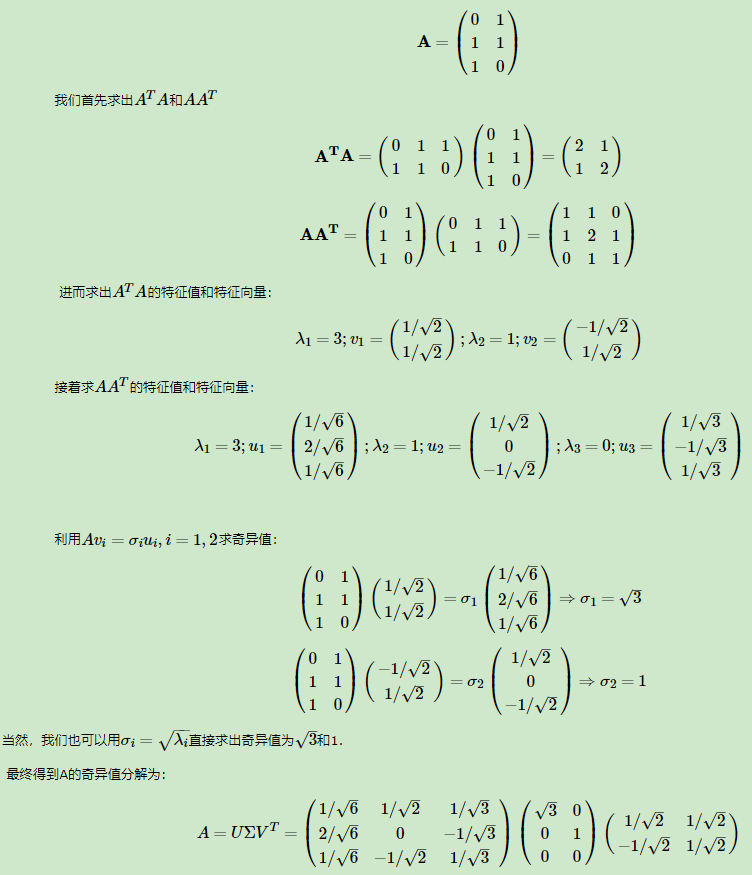 $$\mathbf{A} = \begin{pmatrix} 0 & 1 \\ 1 & 1 \\ 1 & 0 \end{pmatrix}$$
我们首先求出$A^T A$和$AA^T$
$$\mathbf{A^T A} = \begin{pmatrix} 0 & 1 & 1 \\ 1 & 1 & 0 \end{pmatrix} \begin{pmatrix} 0 & 1 \\ 1 & 1 \\ 1 & 0 \end{pmatrix} = \begin{pmatrix} 2 & 1 \\ 1 & 2 \end{pmatrix}$$
$$\mathbf{AA^T} = \begin{pmatrix} 0 & 1 \\ 1 & 1 \\ 1 & 0 \end{pmatrix} \begin{pmatrix} 0 & 1 & 1 \\ 1 & 1 & 0 \end{pmatrix} = \begin{pmatrix} 1 & 1 & 0 \\ 1 & 2 & 1 \\ 0 & 1 & 1 \end{pmatrix}$$
进而求出$A^T A$的特征值和特征向量：
$$\lambda_1 = 3; v_1 = \begin{pmatrix} 1/\sqrt{2} \\ 1/\sqrt{2} \end{pmatrix}; \lambda_2 = 1; v_2 = \begin{pmatrix} -1/\sqrt{2} \\ 1/\sqrt{2} \end{pmatrix}$$
接着求$AA^T$的特征值和特征向量：
$$\lambda_1 = 3; u_1 = \begin{pmatrix} 1/\sqrt{6} \\ 2/\sqrt{6} \\ 1/\sqrt{6} \end{pmatrix}; \lambda_2 = 1; u_2 = \begin{pmatrix} 1/\sqrt{2} \\ 0 \\ -1/\sqrt{2} \end{pmatrix}; \lambda_3 = 0; u_3 = \begin{pmatrix} 1/\sqrt{3} \\ -1/\sqrt{3} \\ 1/\sqrt{3} \end{pmatrix}$$
利用$Av_i = \sigma_i u_i, i = 1, 2$求奇异值：
$$\begin{pmatrix} 0 & 1 \\ 1 & 1 \\ 1 & 0 \end{pmatrix} \begin{pmatrix} 1/\sqrt{2} \\ 1/\sqrt{2} \end{pmatrix} = \sigma_1 \begin{pmatrix} 1/\sqrt{6} \\ 2/\sqrt{6} \\ 1/\sqrt{6} \end{pmatrix} \Rightarrow \sigma_1 = \sqrt{3}$$
$$\begin{pmatrix} 0 & 1 \\ 1 & 1 \\ 1 & 0 \end{pmatrix} \begin{pmatrix} -1/\sqrt{2} \\ 1/\sqrt{2} \end{pmatrix} = \sigma_2 \begin{pmatrix} 1/\sqrt{2} \\ 0 \\ -1/\sqrt{2} \end{pmatrix} \Rightarrow \sigma_2 = 1$$
当然，我们也可以用$\sigma_i = \sqrt{\lambda_i}$直接求出奇异值为$\sqrt{3}$和1.
最终得到A的奇异值分解为：
$$A = U\Sigma V^T = \begin{pmatrix} 1/\sqrt{6} & 1/\sqrt{2} & 1/\sqrt{3} \\ 2/\sqrt{6} & 0 & -1/\sqrt{3} \\ 1/\sqrt{6} & -1/\sqrt{2} & 1/\sqrt{3} \end{pmatrix} \begin{pmatrix} \sqrt{3} & 0 \\ 0 & 1 \\ 0 & 0 \end{pmatrix} \begin{pmatrix} 1/\sqrt{2} & 1/\sqrt{2} \\ -1/\sqrt{2} & 1/\sqrt{2} \end{pmatrix}$$